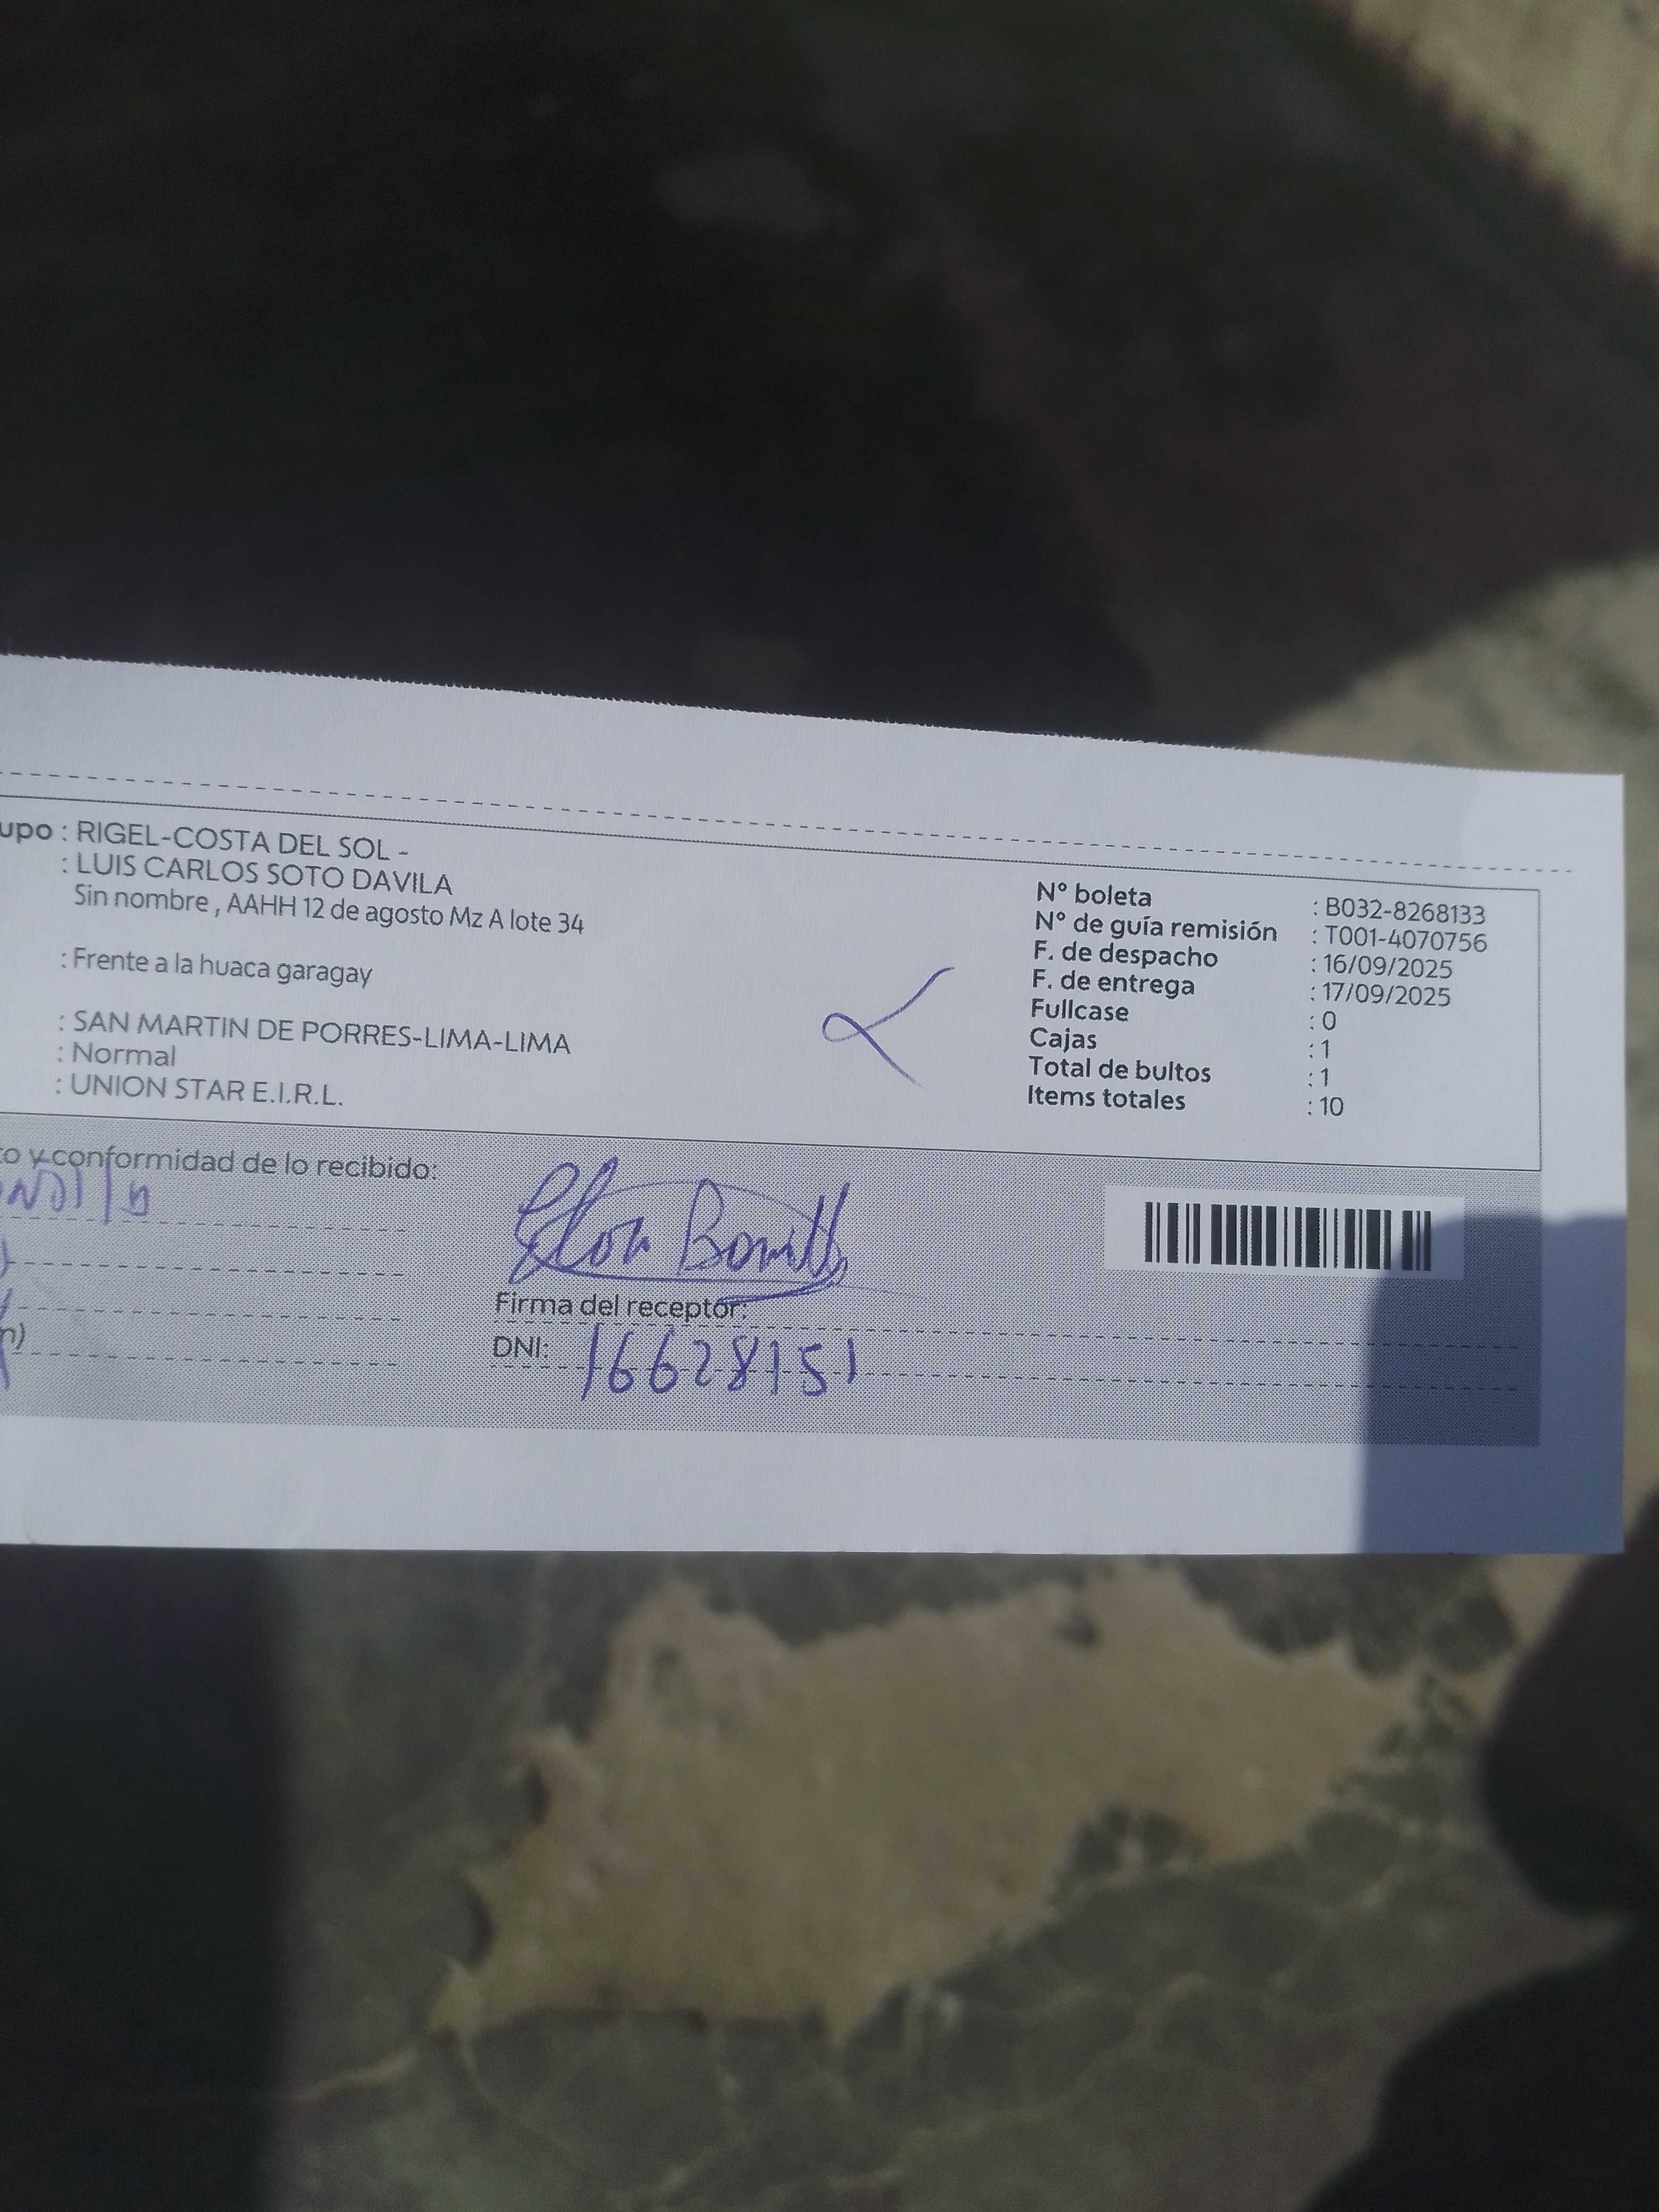 upo : RIGEL-COSTA DEL SOL -
: LUIS CARLOS SOTO DAVILA
Sin nombre , AAHH 12 de agosto Mz A lote 34
: Frente a la huaca garagay
: SAN MARTIN DE PORRES-LIMA-LIMA
: Normal
: UNION STAR E.I.R.L.
N° boleta : B032-8268133
N° de guía remisión : T001-4070756
F. de despacho : 16/09/2025
F. de entrega : 17/09/2025
Fullcase : 0
Cajas : 1
Total de bultos : 1
Items totales : 10
to y conformidad de lo recibido:
Firma del receptor:
DNI: 16628151
n)